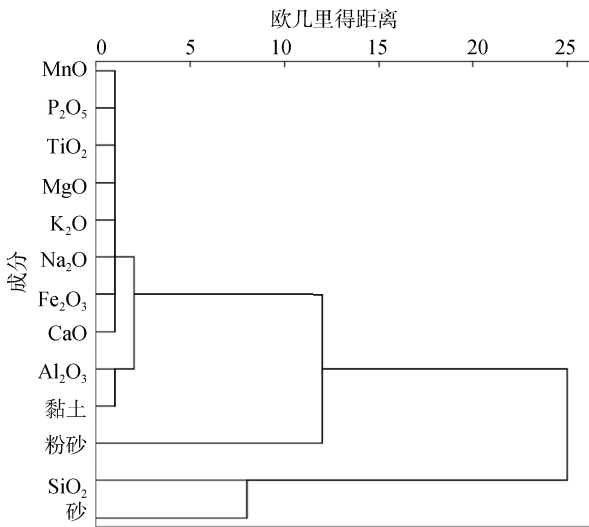 欧几里得距离
0 5 10 15 20 25
成分
MnO
P₂O₅
TiO₂
MgO
K₂O
Na₂O
Fe₂O₃
CaO
Al₂O₃
黏土
粉砂
SiO₂
砂